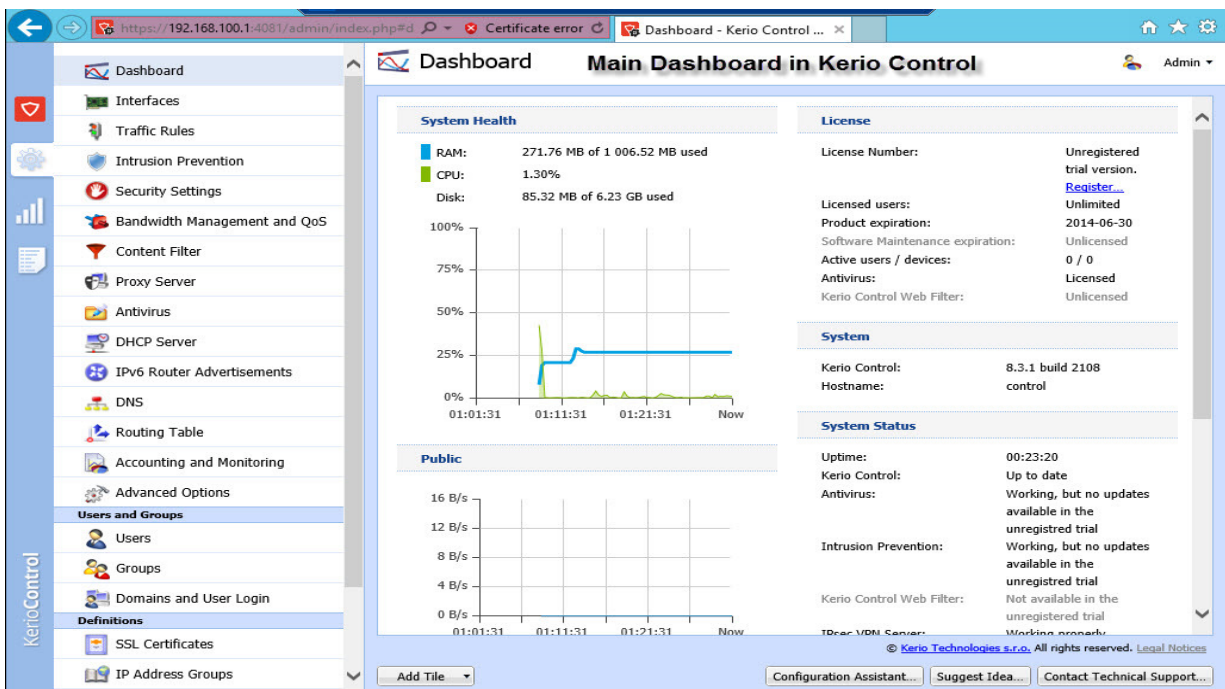 https://192.168.100.1:4081/admin/index.php#d
Certificate error
Dashboard - Kerio Control ...
Dashboard
Interfaces
Traffic Rules
Intrusion Prevention
Security Settings
Bandwidth Management and QoS
Content Filter
Proxy Server
Antivirus
DHCP Server
IPv6 Router Advertisements
DNS
Routing Table
Accounting and Monitoring
Advanced Options
Users and Groups
Users
Groups
Domains and User Login
Definitions
SSL Certificates
IP Address Groups
KerioControl
Dashboard
Main Dashboard in Kerio Control
Admin
System Health
RAM: 271.76 MB of 1 006.52 MB used
CPU: 1.30%
Disk: 85.32 MB of 6.23 GB used
100%
75%
50%
25%
0%
01:01:31 01:11:31 01:21:31 Now
Public
16 B/s
12 B/s
8 B/s
4 B/s
0 B/s
01:01:31 01:11:31 01:21:31 Now
License
License Number: Unregistered
trial version.
Register...
Licensed users: Unlimited
Product expiration: 2014-06-30
Software Maintenance expiration: Unlicensed
Active users / devices: 0 / 0
Antivirus: Licensed
Kerio Control Web Filter: Unlicensed
System
Kerio Control: 8.3.1 build 2108
Hostname: control
System Status
Uptime: 00:23:20
Kerio Control: Up to date
Antivirus: Working, but no updates
available in the
unregistred trial
Intrusion Prevention: Working, but no updates
available in the
unregistred trial
Kerio Control Web Filter: Not available in the
unregistered trial
IPsec VPN Server: Working properly
© Kerio Technologies s.r.o. All rights reserved. Legal Notices
Add Tile
Configuration Assistant...
Suggest Idea...
Contact Technical Support...